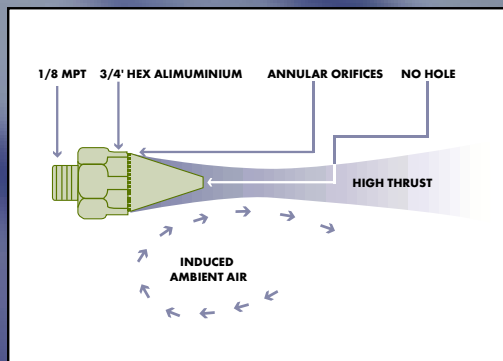 1/8 MPT
3/4' HEX ALIMUMINIUM
ANNULAR ORIFICES
NO HOLE
HIGH THRUST
INDUCED
AMBIENT AIR